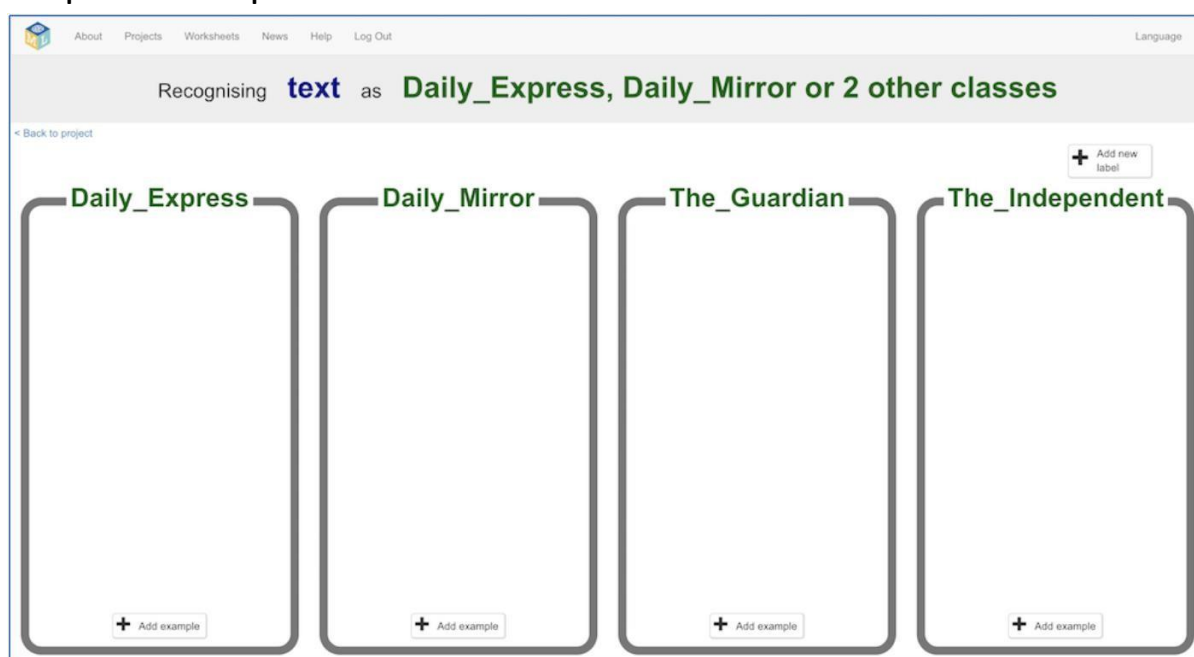 About Projects Worksheets News Help Log Out Language
Recognising text as Daily_Express, Daily_Mirror or 2 other classes
< Back to project
+ Add new
label
Daily_Express Daily_Mirror The_Guardian The_Independent
+ Add example + Add example + Add example + Add example